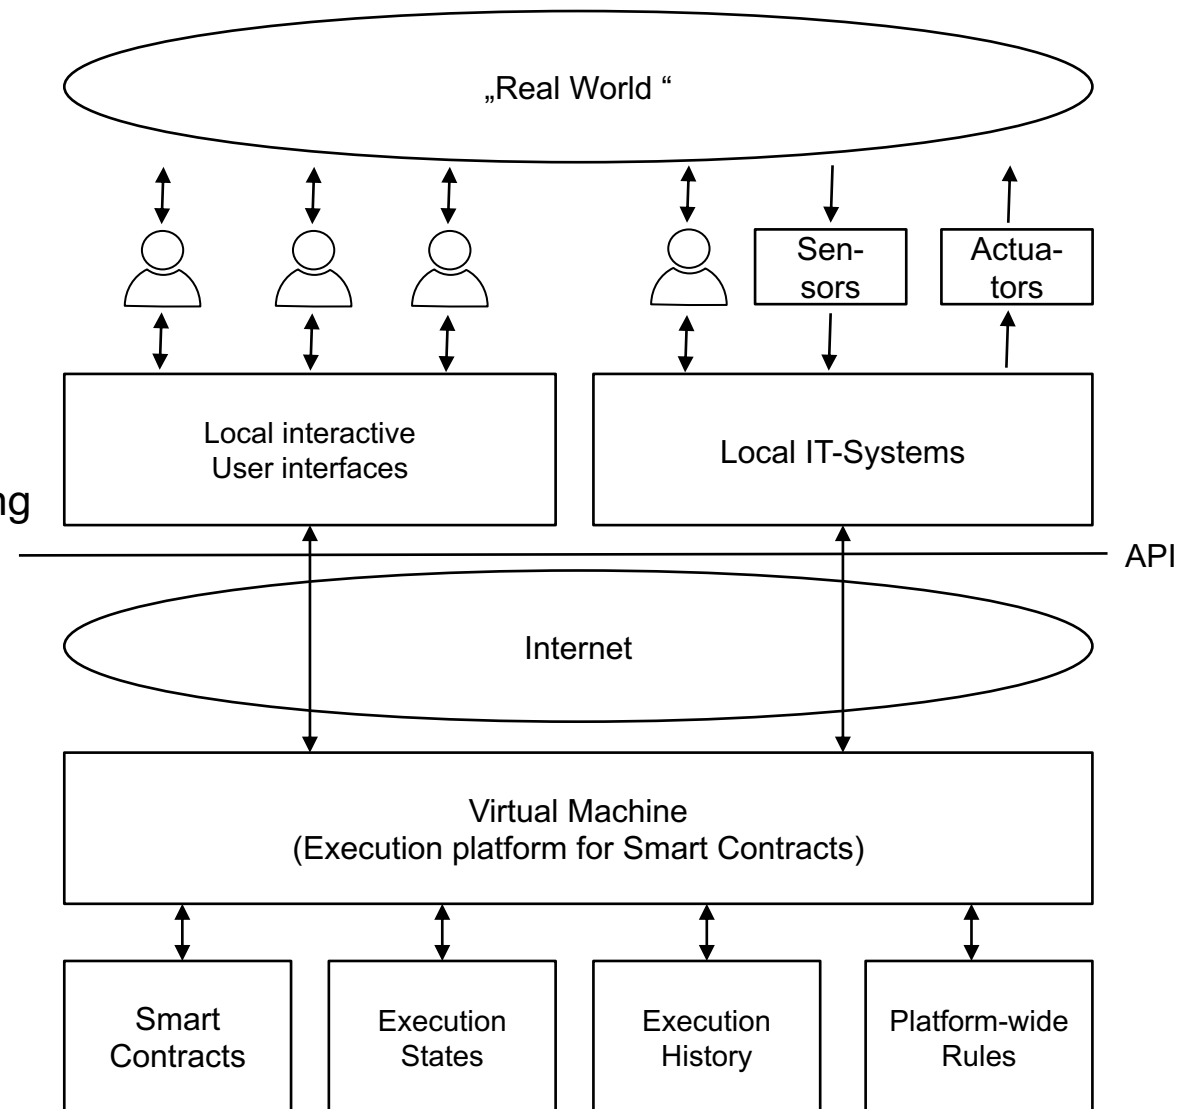 „Real World “
Sen-
sors
Actua-
tors
Local interactive
User interfaces
Local IT-Systems
ng
API
Internet
Virtual Machine
(Execution platform for Smart Contracts)
Smart
Contracts
Execution
States
Execution
History
Platform-wide
Rules